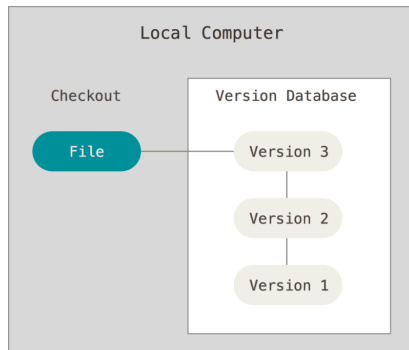 Local Computer
Checkout
Version Database
File
Version 3
Version 2
Version 1